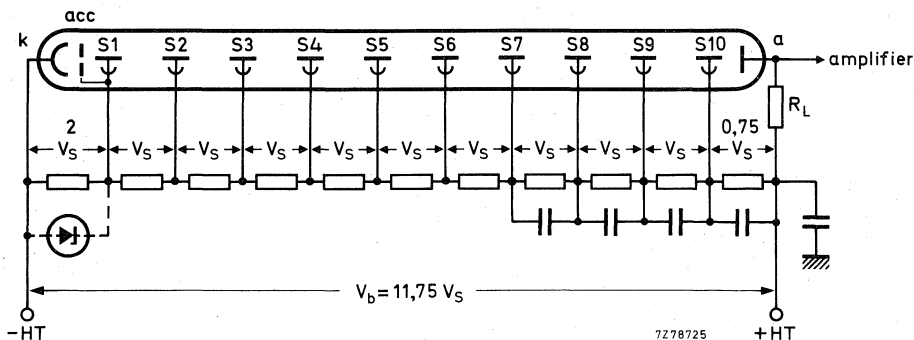 acc
k S1 S2 S3 S4 S5 S6 S7 S8 S9 S10 a
amplifier
R_L
2 0,75
V_S V_S V_S V_S V_S V_S V_S V_S V_S V_S V_S
V_b = 11,75 V_S
-HT 7Z78725 +HT